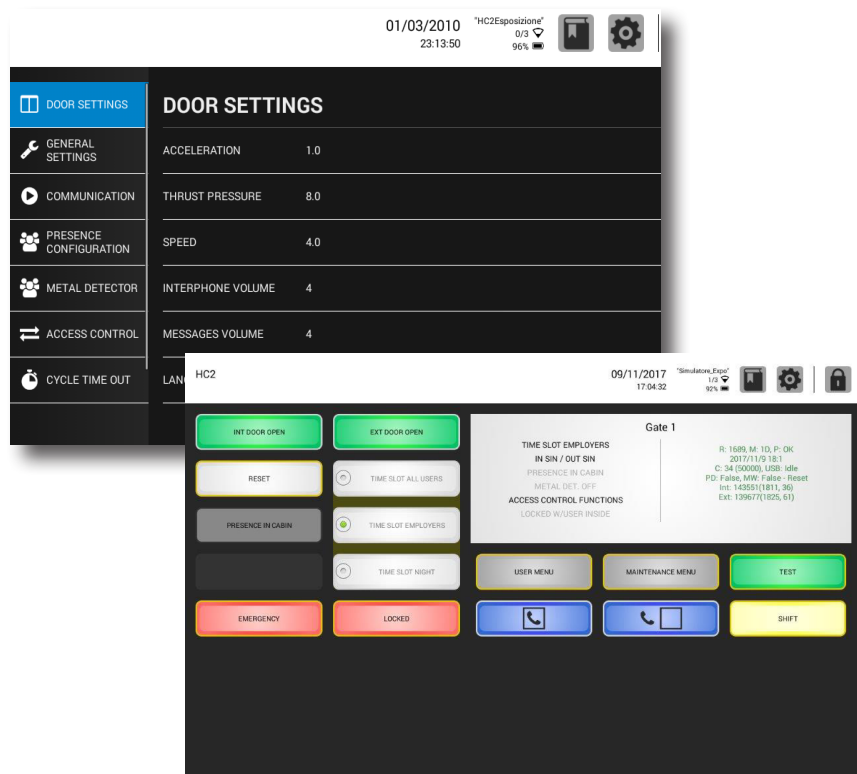 01/03/2010
23:13:50
"HC2Esposizione"
0/3
96%
DOOR SETTINGS
GENERAL
SETTINGS
COMMUNICATION
PRESENCE
CONFIGURATION
METAL DETECTOR
ACCESS CONTROL
CYCLE TIME OUT
DOOR SETTINGS
ACCELERATION 1.0
THRUST PRESSURE 8.0
SPEED 4.0
INTERPHONE VOLUME 4
MESSAGES VOLUME 4
HC2
09/11/2017
17:04:32
"Simulatore_Expo"
1/3
92%
INT DOOR OPEN
EXT DOOR OPEN
RESET
TIME SLOT ALL USERS
PRESENCE IN CABIN
TIME SLOT EMPLOYERS
TIME SLOT NIGHT
EMERGENCY
LOCKED
Gate 1
TIME SLOT EMPLOYERS
IN SIN / OUT SIN
PRESENCE IN CABIN
METAL DET. OFF
ACCESS CONTROL FUNCTIONS
LOCKED W/USER INSIDE
R: 1689, M: 1D, P: OK
2017/11/9 18:1
C: 34 (50000), USB: Idle
PD: False, MW: False - Reset
Int: 143551(1811, 36)
Ext: 139677(1825, 61)
USER MENU
MAINTENANCE MENU
TEST
SHIFT